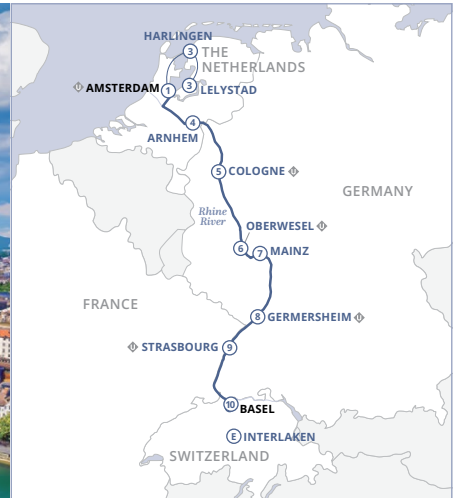 HARLINGEN
3 THE
NETHERLANDS
U AMSTERDAM 1
3 LELYSTAD
4
ARNHEM
5 COLOGNE U
GERMANY
Rhine
River
OBERWESEL U
6
7 MAINZ
FRANCE
8 GERMERSHEIM U
U STRASBOURG 9
10 BASEL
E INTERLAKEN
SWITZERLAND